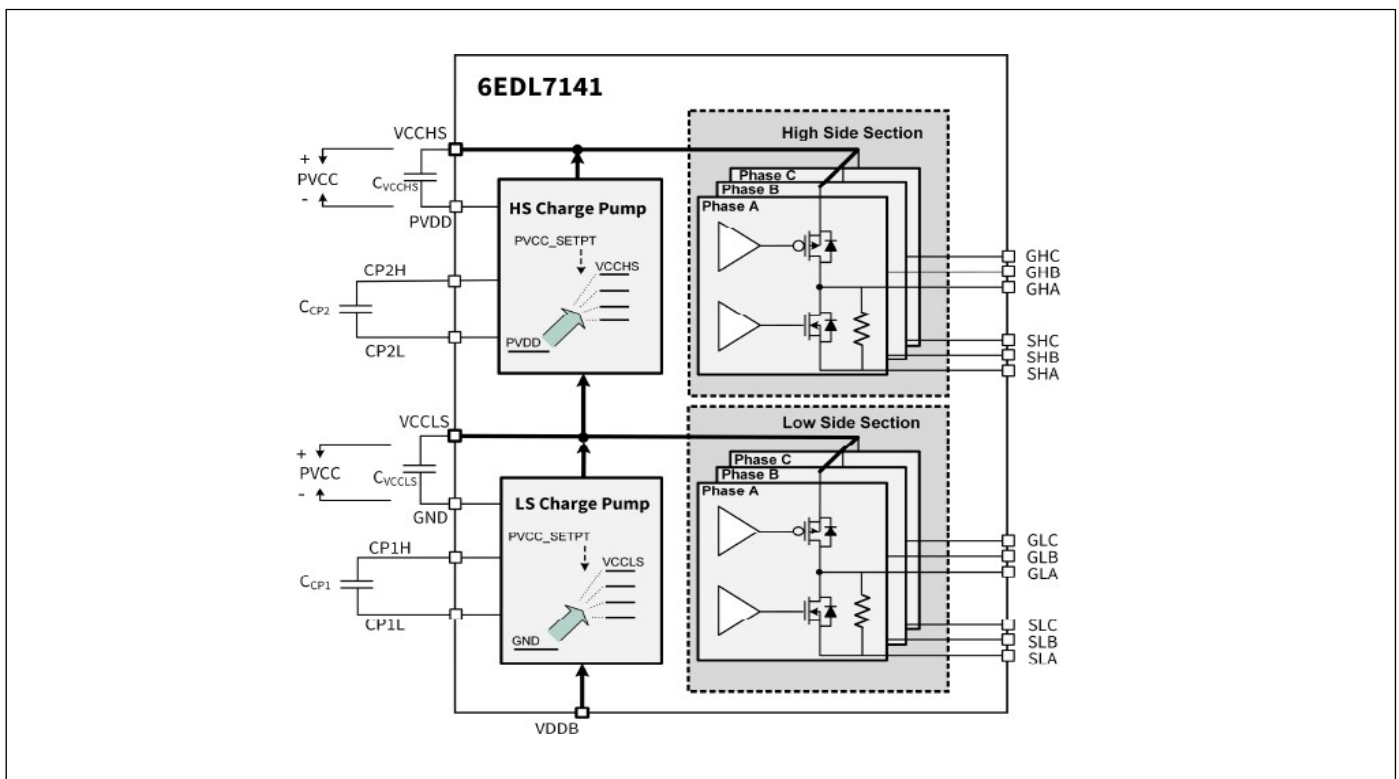 6EDL7141
VCCHS
+
PVCC
-
CVCCHS
PVDD
HS Charge Pump
PVCC_SETPT
VCCHS
PVDD
CP2H
CCP2
CP2L
High Side Section
Phase C
Phase B
Phase A
GHC
GHB
GHA
SHC
SHB
SHA
VCCLS
+
PVCC
-
CVCCLS
GND
LS Charge Pump
PVCC_SETPT
VCCLS
GND
CP1H
CCP1
CP1L
Low Side Section
Phase C
Phase B
Phase A
GLC
GLB
GLA
SLC
SLB
SLA
VDDB